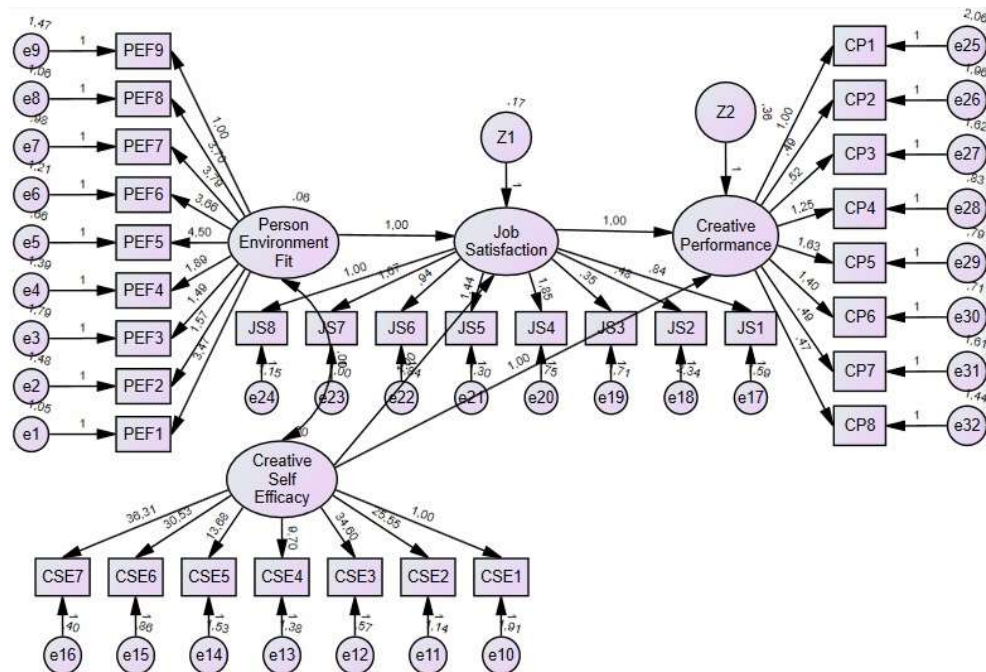 1,47
e9
1
PEF9
1,06
e8
1
PEF8
,98
e7
1
PEF7
1,21
e6
1
PEF6
,66
e5
1
PEF5
1,39
e4
1
PEF4
1,79
e3
1
PEF3
1,48
e2
1
PEF2
1,05
e1
1
PEF1
1,00
3,70
3,79
3,66
4,50
1,89
1,49
1,57
3,47
,06
Person
Environment
Fit
1,00
,17
Z1
1
Job
Satisfaction
1,00
,36
Z2
1
Creative
Performance
1,00
1,67
,94
1,44
1,85
,35
,48
,84
JS8
JS7
JS6
JS5
JS4
JS3
JS2
JS1
e24
e23
e22
e21
e20
e19
e18
e17
,00
1,00
Creative
Self
Efficacy
36,31
30,53
13,68
9,70
34,60
25,55
1,00
CSE7
CSE6
CSE5
CSE4
CSE3
CSE2
CSE1
1
,40
1
,86
1
1,53
1
1,38
1
,57
1
1,14
1
1,91
e16
e15
e14
e13
e12
e11
e10
1,00
,49
,52
1,25
1,63
1,40
,49
,47
CP1
1
2,06
e25
CP2
1
1,96
e26
CP3
1
1,62
e27
CP4
1
,83
e28
CP5
1
,79
e29
CP6
1
,71
e30
CP7
1
1,61
e31
CP8
1
1,44
e32